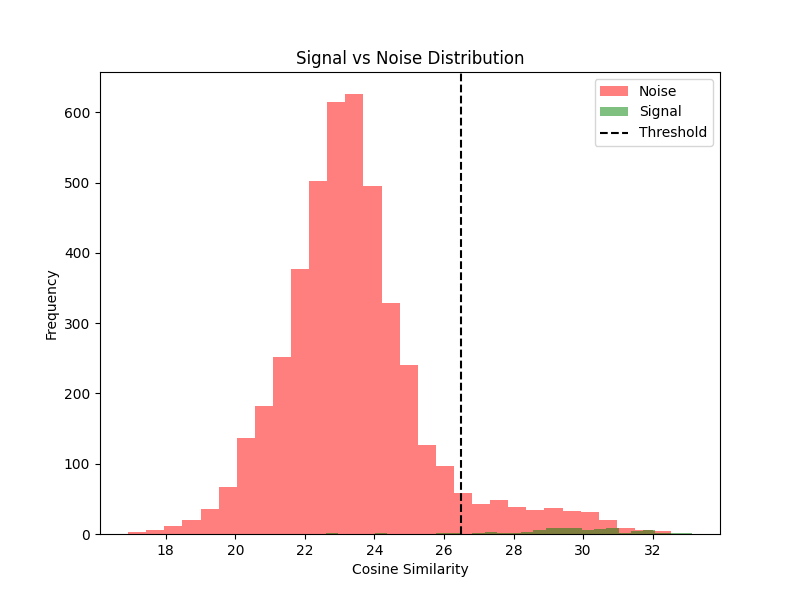 Signal vs Noise Distribution
Noise
Signal
Threshold
Frequency
600
500
400
300
200
100
0
18 20 22 24 26 28 30 32
Cosine Similarity